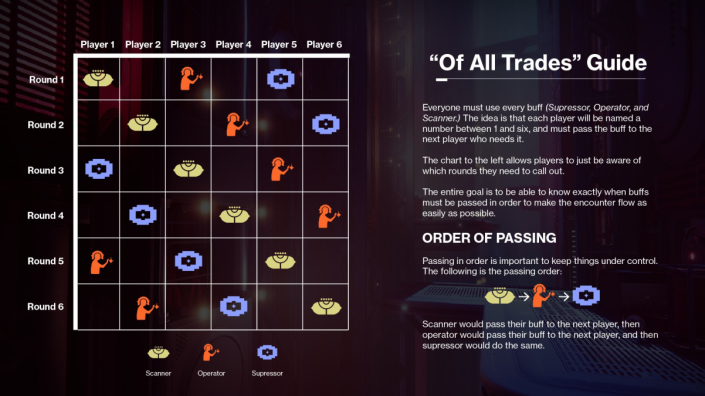 Player 1 Player 2 Player 3 Player 4 Player 5 Player 6
Round 1
Round 2
Round 3
Round 4
Round 5
Round 6
Scanner Operator Supressor
“Of All Trades” Guide
Everyone must use every buff (Supressor, Operator, and
Scanner.) The idea is that each player will be named a
number between 1 and six, and must pass the buff to the
next player who needs it.
The chart to the left allows players to just be aware of
which rounds they need to call out.
The entire goal is to be able to know exactly when buffs
must be passed in order to make the encounter flow as
easily as possible.
ORDER OF PASSING
Passing in order is important to keep things under control.
The following is the passing order:
Scanner would pass their buff to the next player, then
operator would pass their buff to the next player, and then
supressor would do the same.